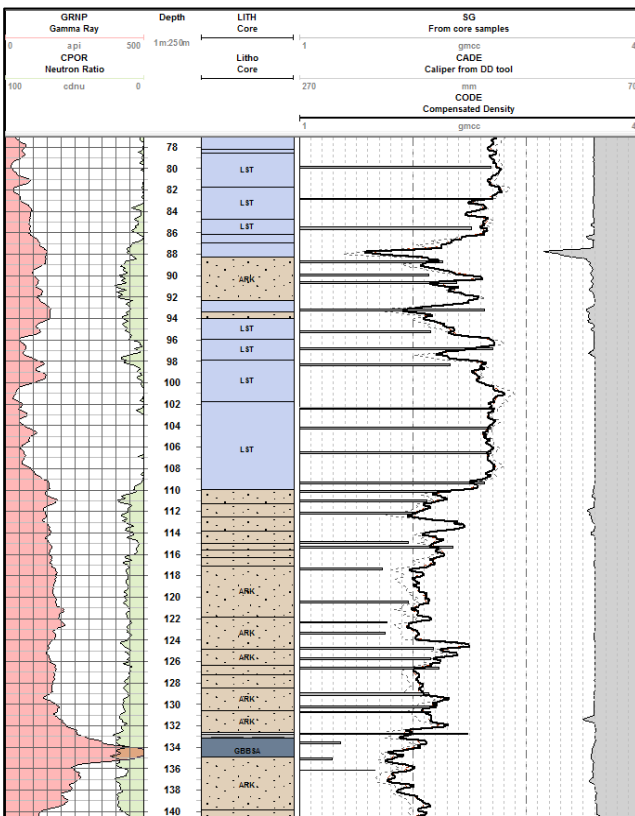 GRNP
Gamma Ray
0 api 500
CPOR
Neutron Ratio
100 cdnu 0
Depth
1m:250m
LITH
Core
Litho
Core
SG
From core samples
1 gmcc 4
CADE
Caliper from DD tool
270 mm 70
CODE
Compensated Density
1 gmcc 4
78
80
LST
82
LST
84
LST
86
88
90
ARK
92
94
LST
96
LST
98
100
LST
102
104
106
LST
108
110
112
114
116
118
ARK
120
122
ARK
124
ARK
126
128
ARK
130
ARK
132
134
GBBSA
136
ARK
138
140